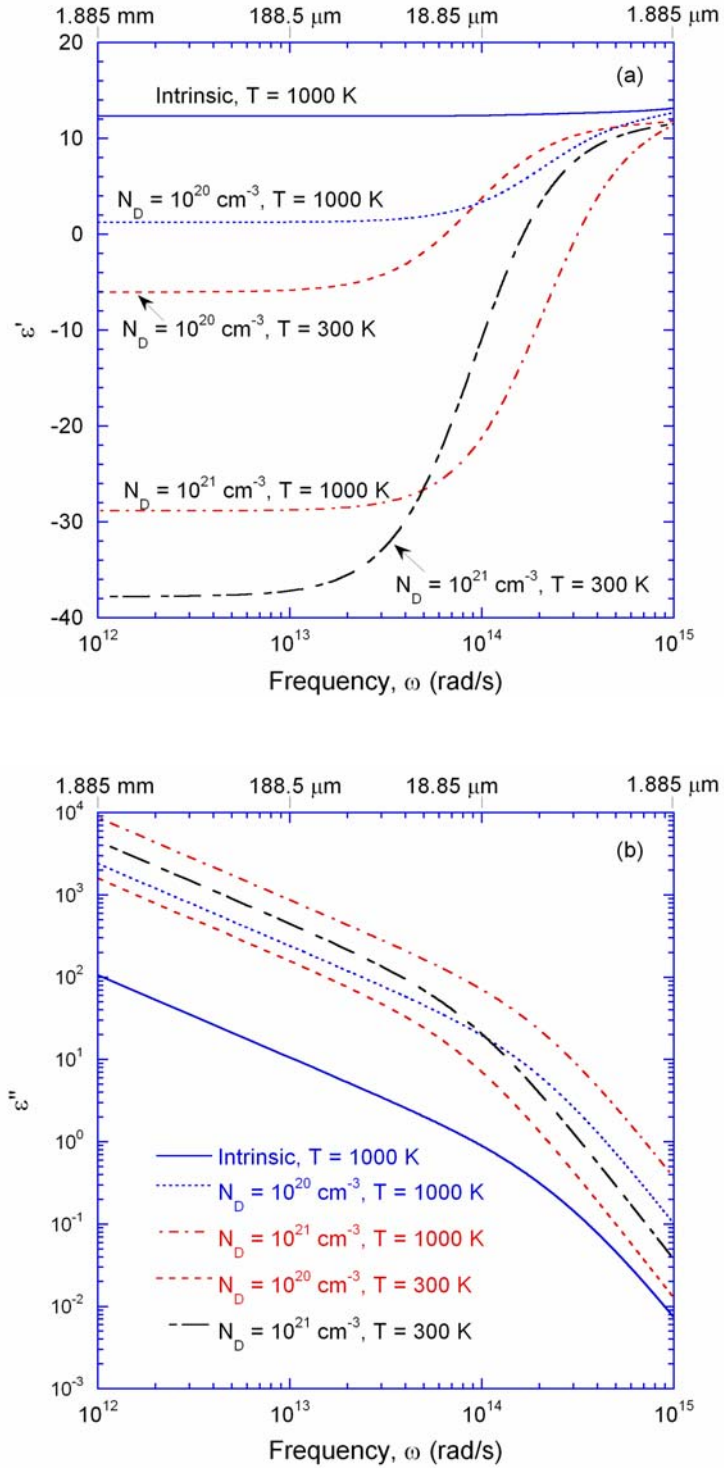 1.885 mm 188.5 μm 18.85 μm 1.885 μm
20
(a)
Intrinsic, T = 1000 K
10
N_D = 10^20 cm^-3, T = 1000 K
0
N_D = 10^20 cm^-3, T = 300 K
-10
ε'
-20
N_D = 10^21 cm^-3, T = 1000 K
-30
N_D = 10^21 cm^-3, T = 300 K
-40
10^12 10^13 10^14 10^15
Frequency, ω (rad/s)
1.885 mm 188.5 μm 18.85 μm 1.885 μm
10^4
(b)
10^3
10^2
10^1
ε"
10^0
Intrinsic, T = 1000 K
N_D = 10^20 cm^-3, T = 1000 K
10^-1
N_D = 10^21 cm^-3, T = 1000 K
N_D = 10^20 cm^-3, T = 300 K
10^-2
N_D = 10^21 cm^-3, T = 300 K
10^-3
10^12 10^13 10^14 10^15
Frequency, ω (rad/s)